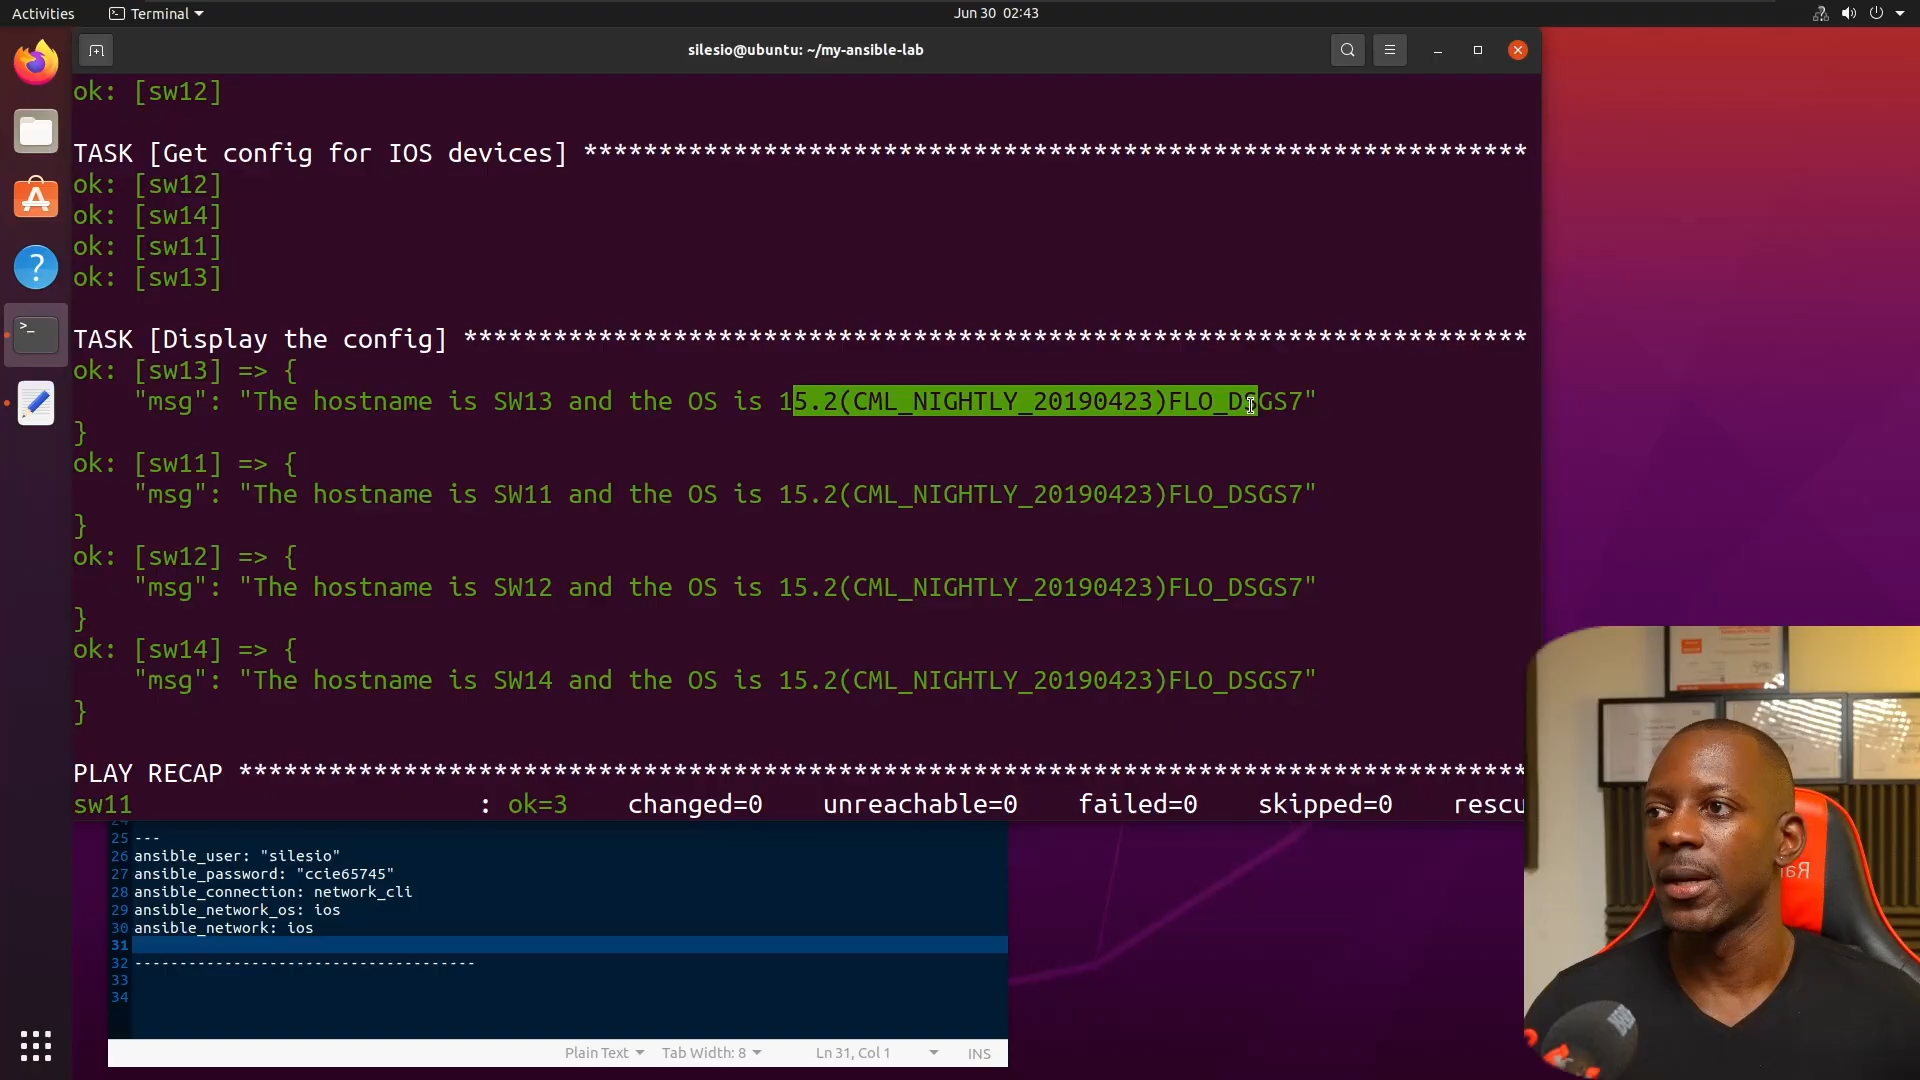 Activities Terminal Jun 30 02:43
silesio@ubuntu: ~/my-ansible-lab
ok: [sw12]
TASK [Get config for IOS devices] ***************************************************************
ok: [sw12]
ok: [sw14]
ok: [sw11]
ok: [sw13]
TASK [Display the config] ***********************************************************************
ok: [sw13] => {
"msg": "The hostname is SW13 and the OS is 15.2(CML_NIGHTLY_20190423)FLO_DSGS7"
}
ok: [sw11] => {
"msg": "The hostname is SW11 and the OS is 15.2(CML_NIGHTLY_20190423)FLO_DSGS7"
}
ok: [sw12] => {
"msg": "The hostname is SW12 and the OS is 15.2(CML_NIGHTLY_20190423)FLO_DSGS7"
}
ok: [sw14] => {
"msg": "The hostname is SW14 and the OS is 15.2(CML_NIGHTLY_20190423)FLO_DSGS7"
}
PLAY RECAP **************************************************************************************
sw11 : ok=3 changed=0 unreachable=0 failed=0 skipped=0 rescu
24
25 ---
26 ansible_user: "silesio"
27 ansible_password: "ccie65745"
28 ansible_connection: network_cli
29 ansible_network_os: ios
30 ansible_network: ios
31
32 --------------------------------------
33
34
Plain Text Tab Width: 8 Ln 31, Col 1 INS